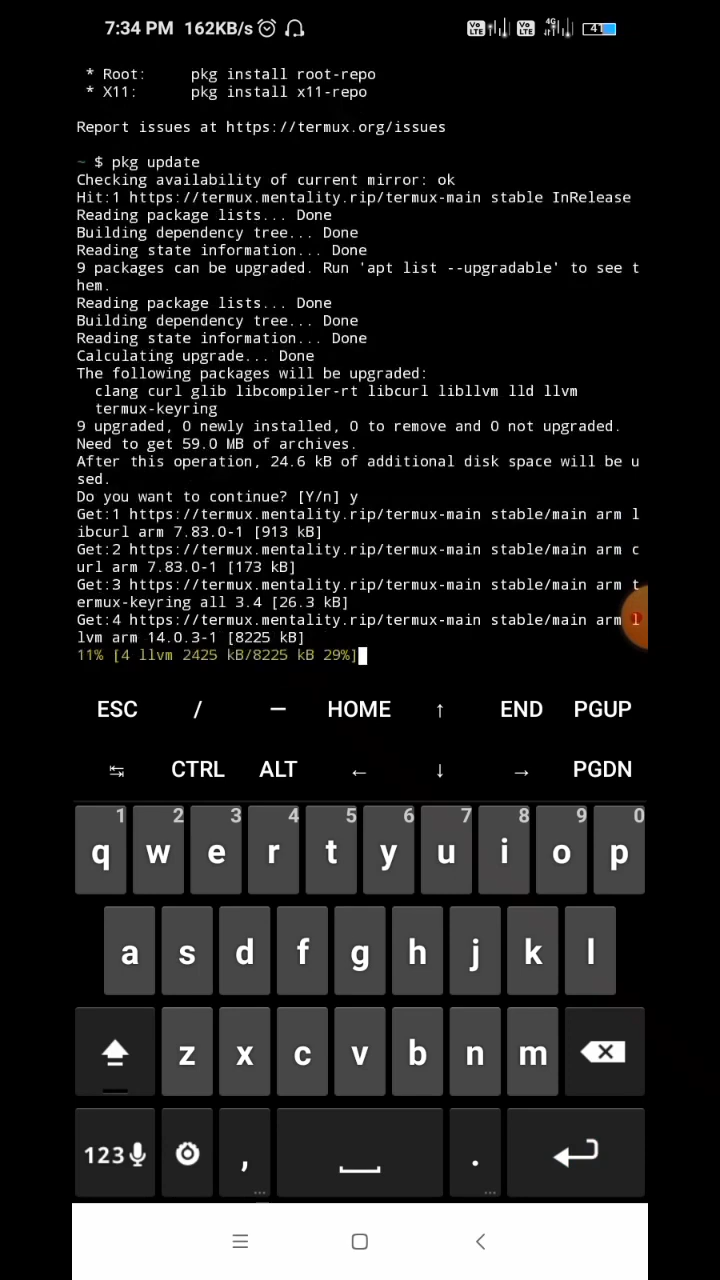 7:34 PM 162KB/s
Vo LTE Vo LTE 4G 41
* Root: pkg install root-repo
* X11: pkg install x11-repo
Report issues at https://termux.org/issues
~ $ pkg update
Checking availability of current mirror: ok
Hit:1 https://termux.mentality.rip/termux-main stable InRelease
Reading package lists... Done
Building dependency tree... Done
Reading state information... Done
9 packages can be upgraded. Run 'apt list --upgradable' to see t
hem.
Reading package lists... Done
Building dependency tree... Done
Reading state information... Done
Calculating upgrade... Done
The following packages will be upgraded:
clang curl glib libcompiler-rt libcurl libllvm lld llvm
termux-keyring
9 upgraded, 0 newly installed, 0 to remove and 0 not upgraded.
Need to get 59.0 MB of archives.
After this operation, 24.6 kB of additional disk space will be u
sed.
Do you want to continue? [Y/n] y
Get:1 https://termux.mentality.rip/termux-main stable/main arm l
ibcurl arm 7.83.0-1 [913 kB]
Get:2 https://termux.mentality.rip/termux-main stable/main arm c
url arm 7.83.0-1 [173 kB]
Get:3 https://termux.mentality.rip/termux-main stable/main arm t
ermux-keyring all 3.4 [26.3 kB]
Get:4 https://termux.mentality.rip/termux-main stable/main arm l
lvm arm 14.0.3-1 [8225 kB]
11% [4 llvm 2425 kB/8225 kB 29%]
ESC / — HOME ↑ END PGUP
↹ CTRL ALT ← ↓ → PGDN
1 2 3 4 5 6 7 8 9 0
q w e r t y u i o p
a s d f g h j k l
z x c v b n m
123 , .